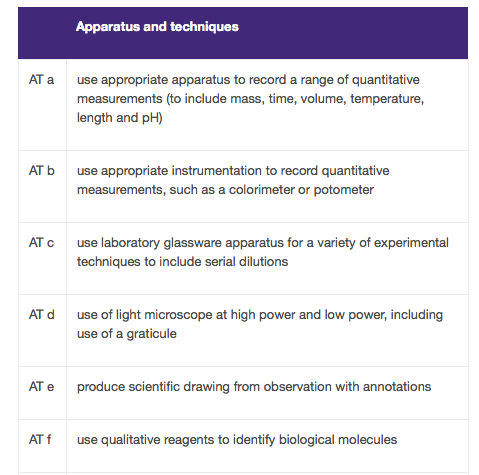 Apparatus and techniques
AT a
use appropriate apparatus to record a range of quantitative
measurements (to include mass, time, volume, temperature,
length and pH)
AT b
use appropriate instrumentation to record quantitative
measurements, such as a colorimeter or potometer
AT c
use laboratory glassware apparatus for a variety of experimental
techniques to include serial dilutions
AT d
use of light microscope at high power and low power, including
use of a graticule
AT e
produce scientific drawing from observation with annotations
AT f
use qualitative reagents to identify biological molecules